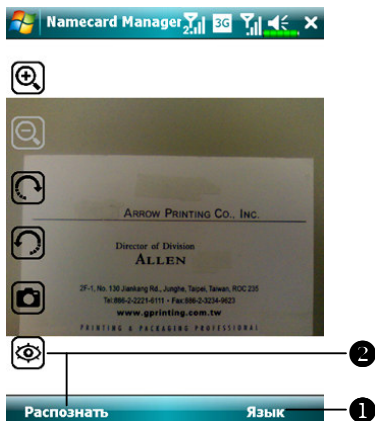 Namecard Manager
3G
ARROW PRINTING CO., INC.
Director of Division
ALLEN
2F-1, No. 130 Jiankang Rd., Junghe, Taipei, Taiwan, ROC 235
Tel:886-2-2221-6111 • Fax:886-2-3234-9623
www.gprinting.com.tw
PRINTING & PACKAGING PROFESSIONAL
2
Распознать Язык 1